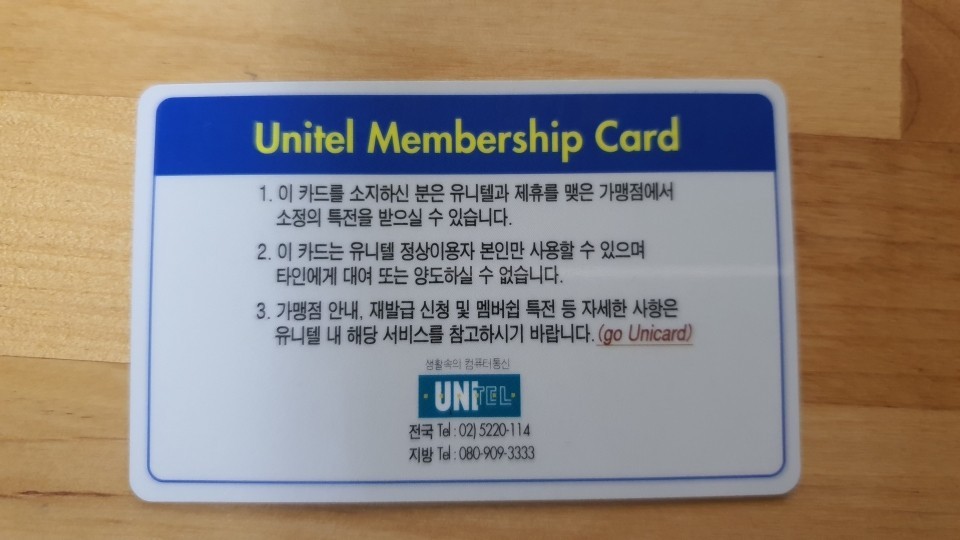 Unitel Membership Card
1. 이 카드를 소지하신 분은 유니텔과 제휴를 맺은 가맹점에서
소정의 특전을 받으실 수 있습니다.
2. 이 카드는 유니텔 정상이용자 본인만 사용할 수 있으며
타인에게 대여 또는 양도하실 수 없습니다.
3. 가맹점 안내, 재발급 신청 및 멤버쉽 특전 등 자세한 사항은
유니텔 내 해당 서비스를 참고하시기 바랍니다. (go Unicard)
생활속의 컴퓨터통신
UNITEL
전국 Tel : 02) 5220-114
지방 Tel : 080-909-3333